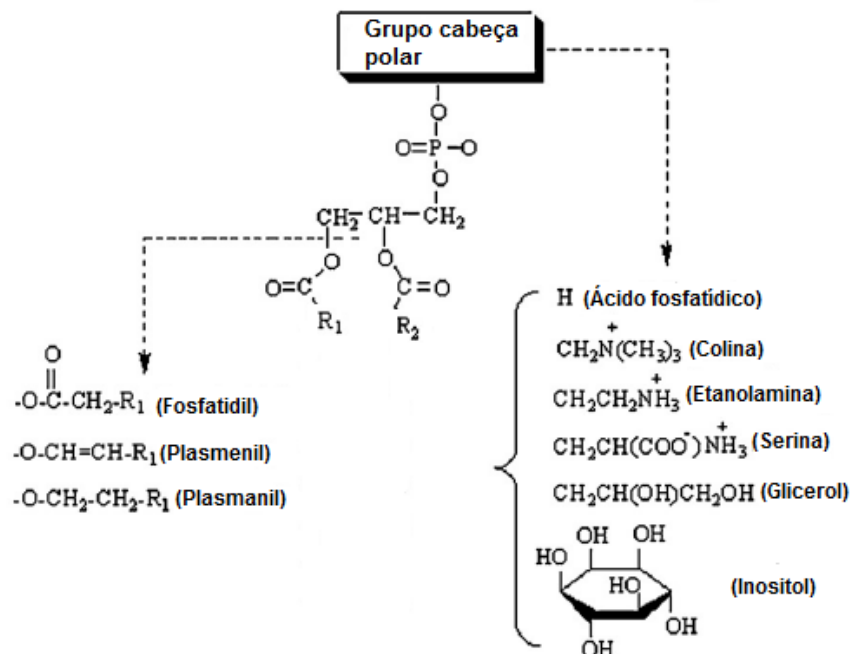 Grupo cabeça
polar
O
O=P–O
O
CH₂–CH–CH₂
O
O
O=C
C=O
R₁
R₂
O
-O-C-CH₂-R₁ (Fosfatidil)
-O-CH=CH-R₁(Plasmenil)
-O-CH₂-CH₂-R₁ (Plasmanil)
H (Ácido fosfatídico)
+
CH₂N(CH₃)₃ (Colina)
+
CH₂CH₂NH₃ (Etanolamina)
+
CH₂CH(COO⁻)NH₃ (Serina)
CH₂CH(OH)CH₂OH (Glicerol)
OH OH
HO
HO
OH
OH
(Inositol)